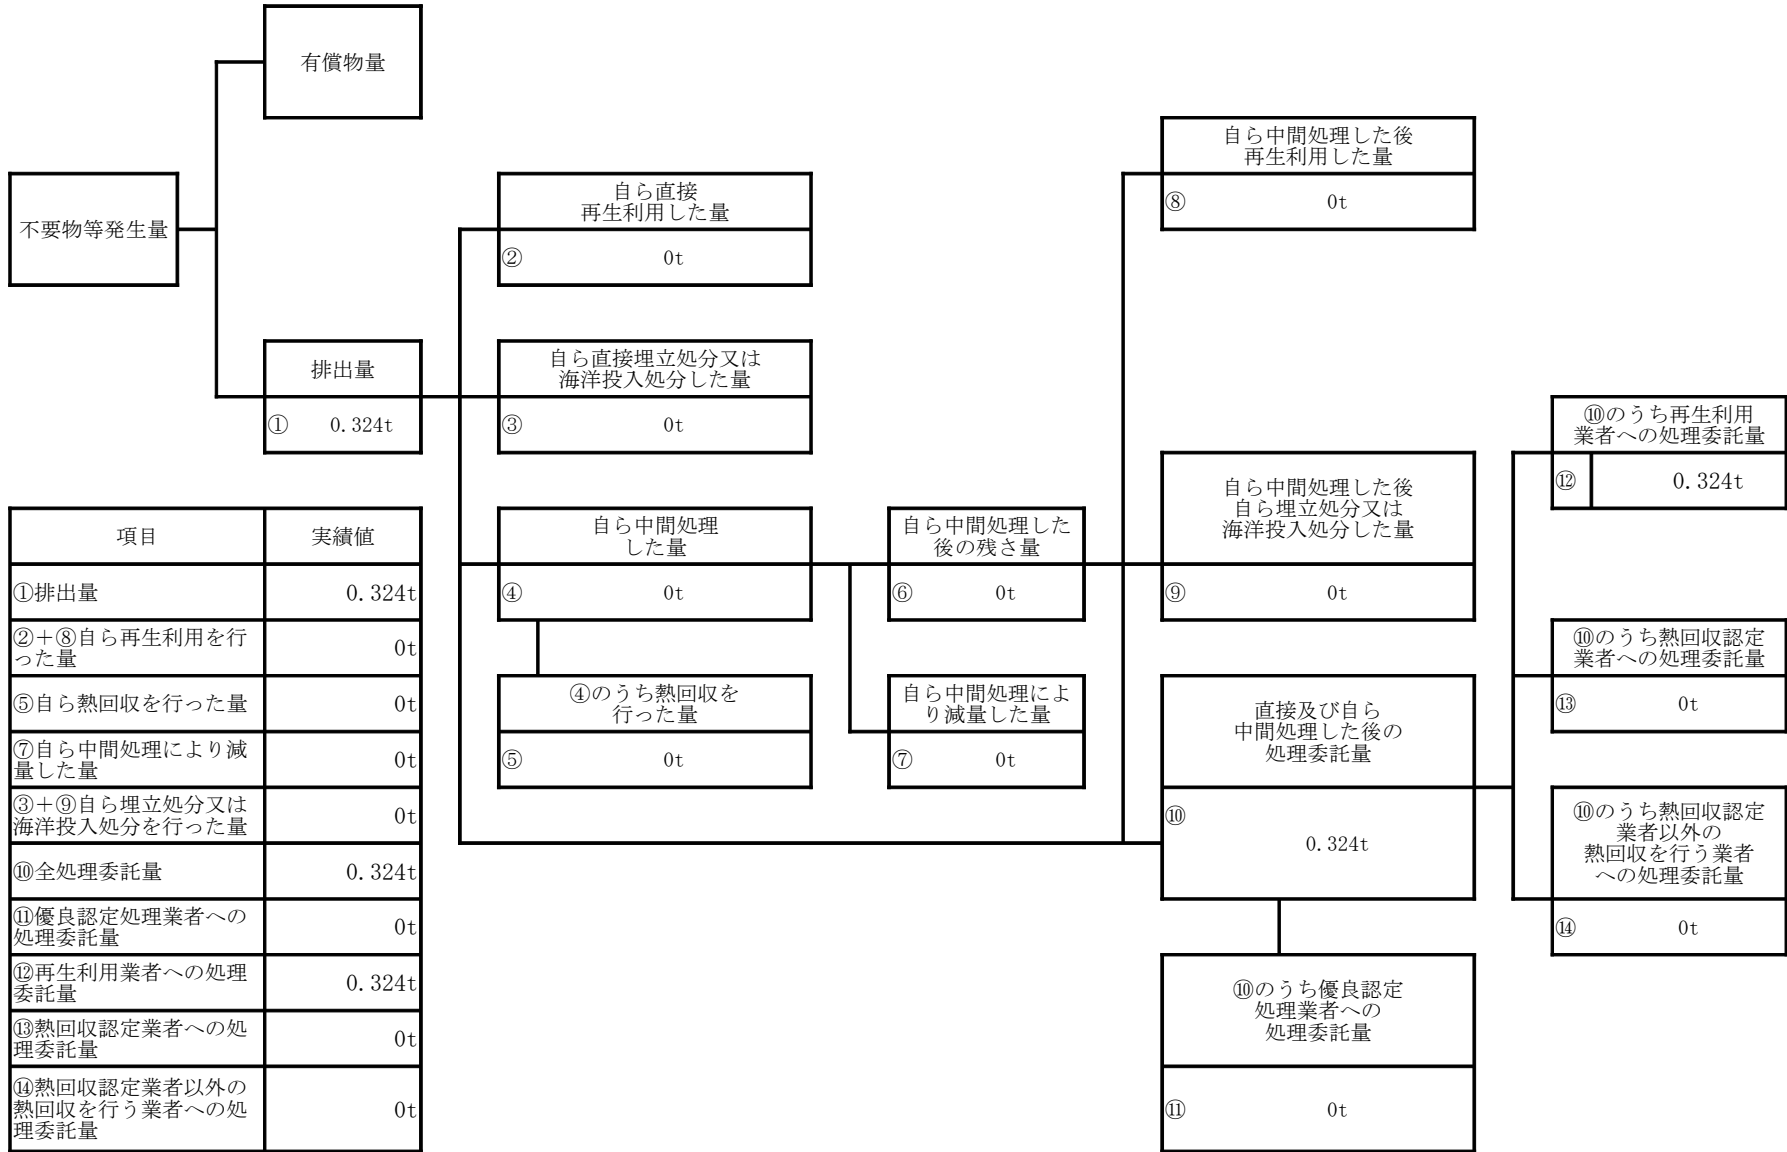 有償物量
不要物等発生量
排出量
① 0.324t
自ら直接
再生利用した量
② 0t
自ら直接埋立処分又は
海洋投入処分した量
③ 0t
自ら中間処理
した量
④ 0t
④のうち熱回収を
行った量
⑤ 0t
自ら中間処理した
後の残さ量
⑥ 0t
自ら中間処理によ
り減量した量
⑦ 0t
自ら中間処理した後
再生利用した量
⑧ 0t
自ら中間処理した後
自ら埋立処分又は
海洋投入処分した量
⑨ 0t
直接及び自ら
中間処理した後の
処理委託量
⑩
0.324t
⑩のうち優良認定
処理業者への
処理委託量
⑪ 0t
⑩のうち再生利用
業者への処理委託量
⑫ 0.324t
⑩のうち熱回収認定
業者への処理委託量
⑬ 0t
⑩のうち熱回収認定
業者以外の
熱回収を行う業者
への処理委託量
⑭ 0t
項目 実績値
①排出量 0.324t
②+⑧自ら再生利用を行
った量 0t
⑤自ら熱回収を行った量 0t
⑦自ら中間処理により減
量した量 0t
③+⑨自ら埋立処分又は
海洋投入処分を行った量 0t
⑩全処理委託量 0.324t
⑪優良認定処理業者への
処理委託量 0t
⑫再生利用業者への処理
委託量 0.324t
⑬熱回収認定業者への処
理委託量 0t
⑭熱回収認定業者以外の
熱回収を行う業者への処
理委託量 0t